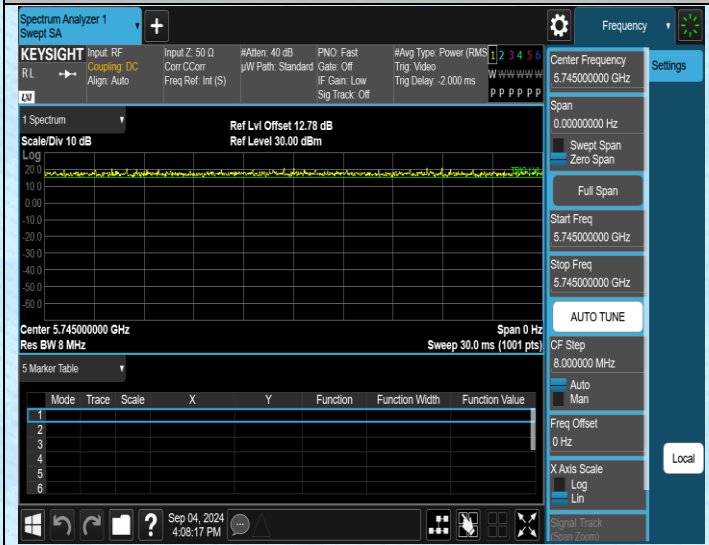 Spectrum Analyzer 1
Swept SA
Frequency
KEYSIGHT
RL
LXI
Input: RF
Coupling: DC
Align: Auto
Input Z: 50 Ω
Corr CCorr
Freq Ref: Int (S)
#Atten: 40 dB
µW Path: Standard
PNO: Fast
Gate: Off
IF Gain: Low
Sig Track: Off
#Avg Type: Power (RMS
Trig: Video
Trig Delay: -2.000 ms
1 2 3 4 5 6
W W W W W W
P P P P P P
Center Frequency
5.745000000 GHz
Settings
Span
0.00000000 Hz
Swept Span
Zero Span
Full Span
Start Freq
5.745000000 GHz
Stop Freq
5.745000000 GHz
AUTO TUNE
CF Step
8.000000 MHz
Auto
Man
Freq Offset
0 Hz
X Axis Scale
Log
Lin
Signal Track
(Span Zoom)
Local
1 Spectrum
Scale/Div 10 dB
Ref Lvl Offset 12.78 dB
Ref Level 30.00 dBm
Log
TRIG LVL
20.0
10.0
0.00
-10.0
-20.0
-30.0
-40.0
-50.0
-60.0
Center 5.745000000 GHz
Span 0 Hz
Res BW 8 MHz
Sweep 30.0 ms (1001 pts)
5 Marker Table
Mode Trace Scale X Y Function Function Width Function Value
1
2
3
4
5
6
?
Sep 04, 2024
4:08:17 PM